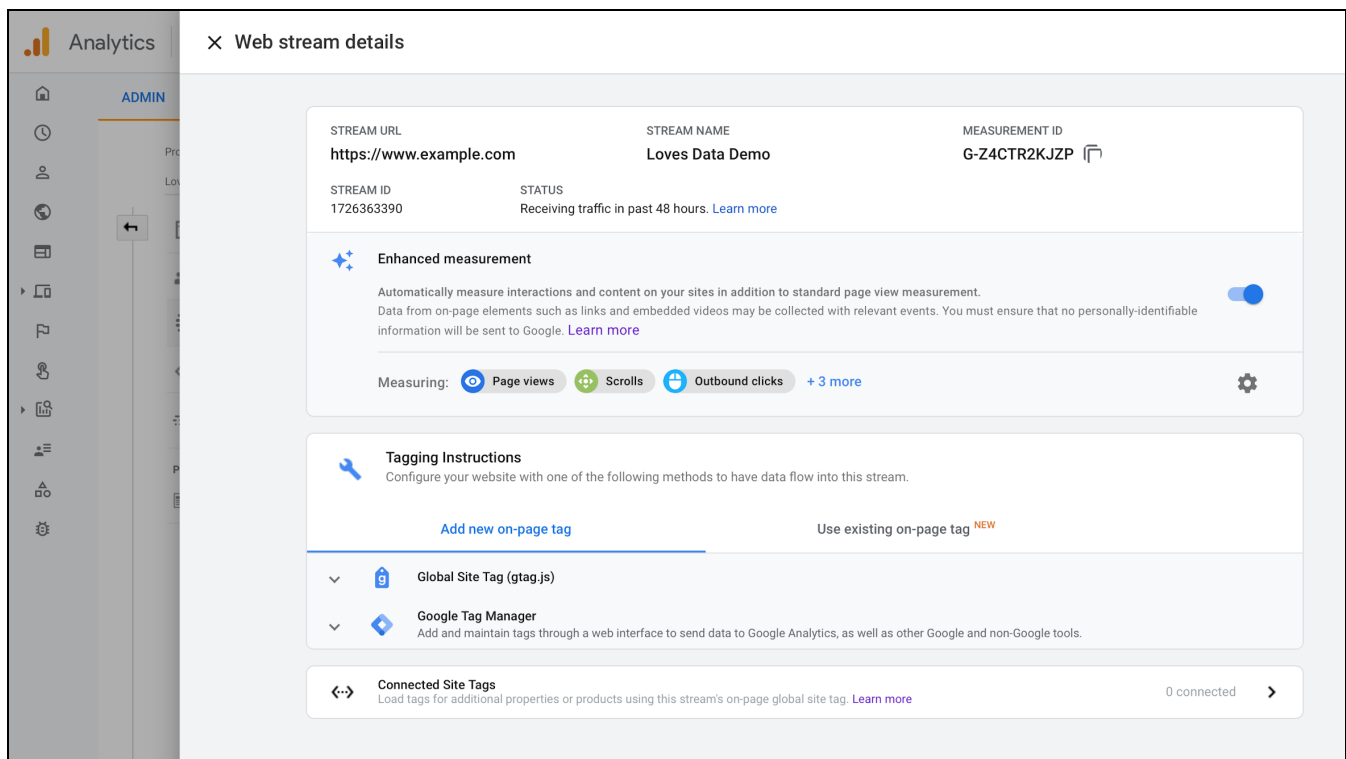 Analytics
Web stream details
ADMIN
STREAM URL
https://www.example.com
STREAM NAME
Loves Data Demo
MEASUREMENT ID
G-Z4CTR2KJZP
STREAM ID
1726363390
STATUS
Receiving traffic in past 48 hours. Learn more
Enhanced measurement
Automatically measure interactions and content on your sites in addition to standard page view measurement.
Data from on-page elements such as links and embedded videos may be collected with relevant events. You must ensure that no personally-identifiable
information will be sent to Google. Learn more
Measuring: Page views Scrolls Outbound clicks + 3 more
Tagging Instructions
Configure your website with one of the following methods to have data flow into this stream.
Add new on-page tag
Use existing on-page tag NEW
Global Site Tag (gtag.js)
Google Tag Manager
Add and maintain tags through a web interface to send data to Google Analytics, as well as other Google and non-Google tools.
Connected Site Tags
Load tags for additional properties or products using this stream's on-page global site tag. Learn more
0 connected